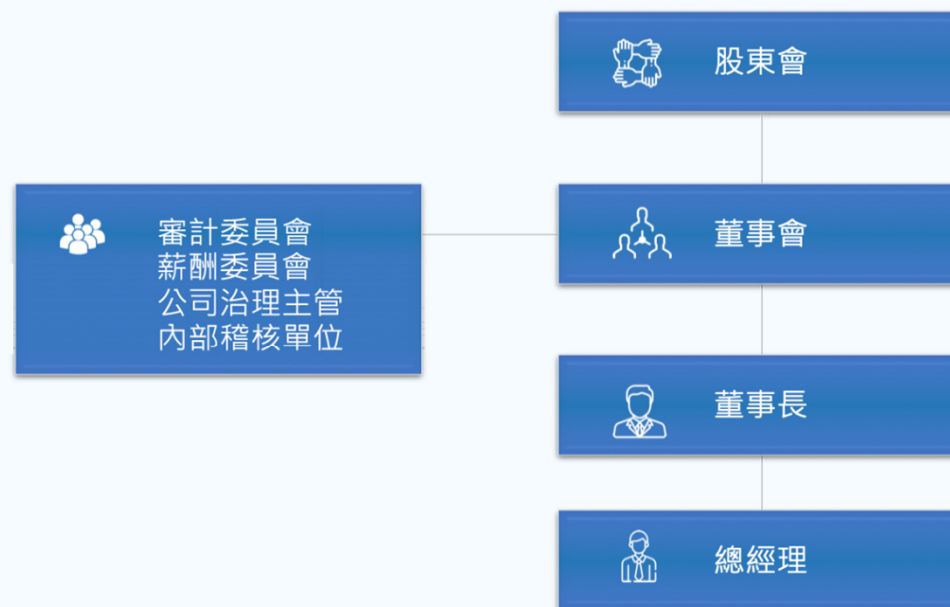 股東會
審計委員會
薪酬委員會
公司治理主管
內部稽核單位
董事會
董事長
總經理